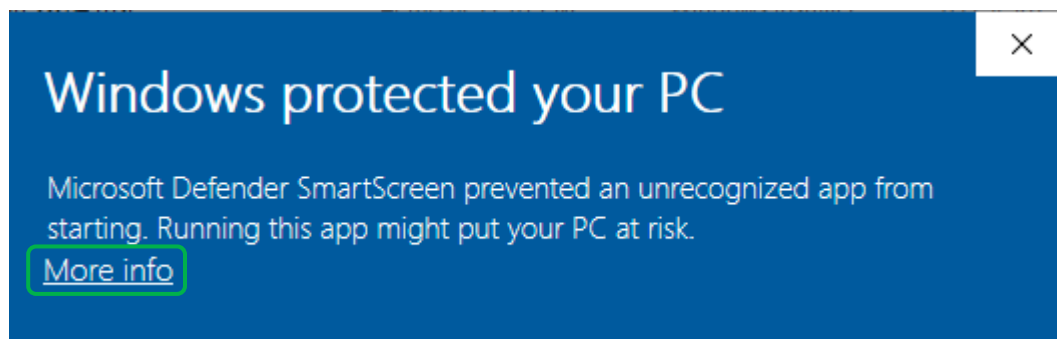 Windows protected your PC
Microsoft Defender SmartScreen prevented an unrecognized app from
starting. Running this app might put your PC at risk.
More info